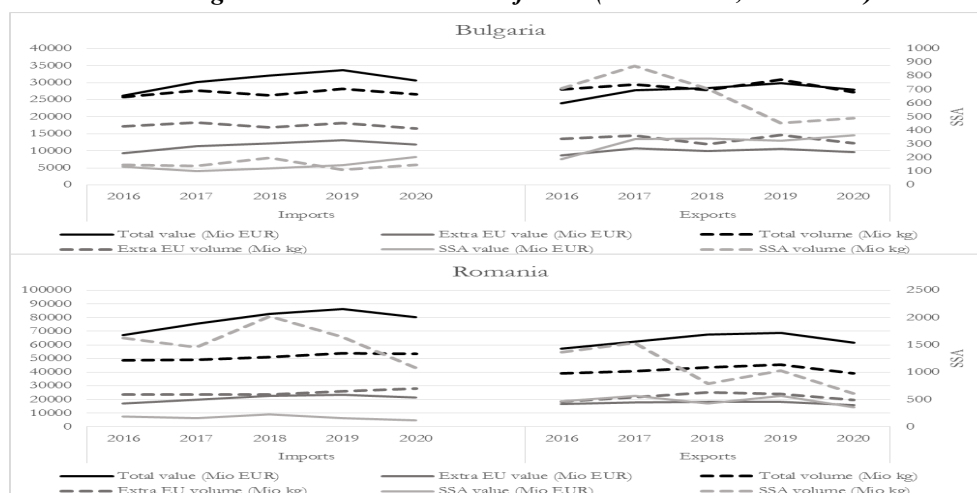 Bulgaria
40000 1000
35000 900
30000 800
25000 700
20000 600
15000 500
10000 400
5000 300
0 200
100
0
SSA
2016 2017 2018 2019 2020 2016 2017 2018 2019 2020
Imports Exports
Total value (Mio EUR) Extra EU value (Mio EUR) Total volume (Mio kg)
Extra EU volume (Mio kg) SSA value (Mio EUR) SSA volume (Mio kg)
Romania
100000 2500
90000
80000 2000
70000
60000 1500
50000
40000 1000
30000
20000 500
10000
0 0
SSA
2016 2017 2018 2019 2020 2016 2017 2018 2019 2020
Imports Exports
Total value (Mio EUR) Extra EU value (Mio EUR) Total volume (Mio kg)
Extra EU volume (Mio kg) SSA value (Mio EUR) SSA volume (Mio kg)